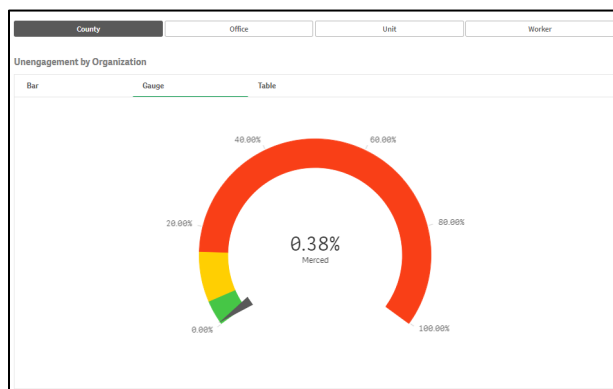 County Office Unit Worker
Unengagement by Organization
Bar Gauge Table
40.00% 60.00%
20.00% 80.00%
0.38%
Merced
0.00% 100.00%